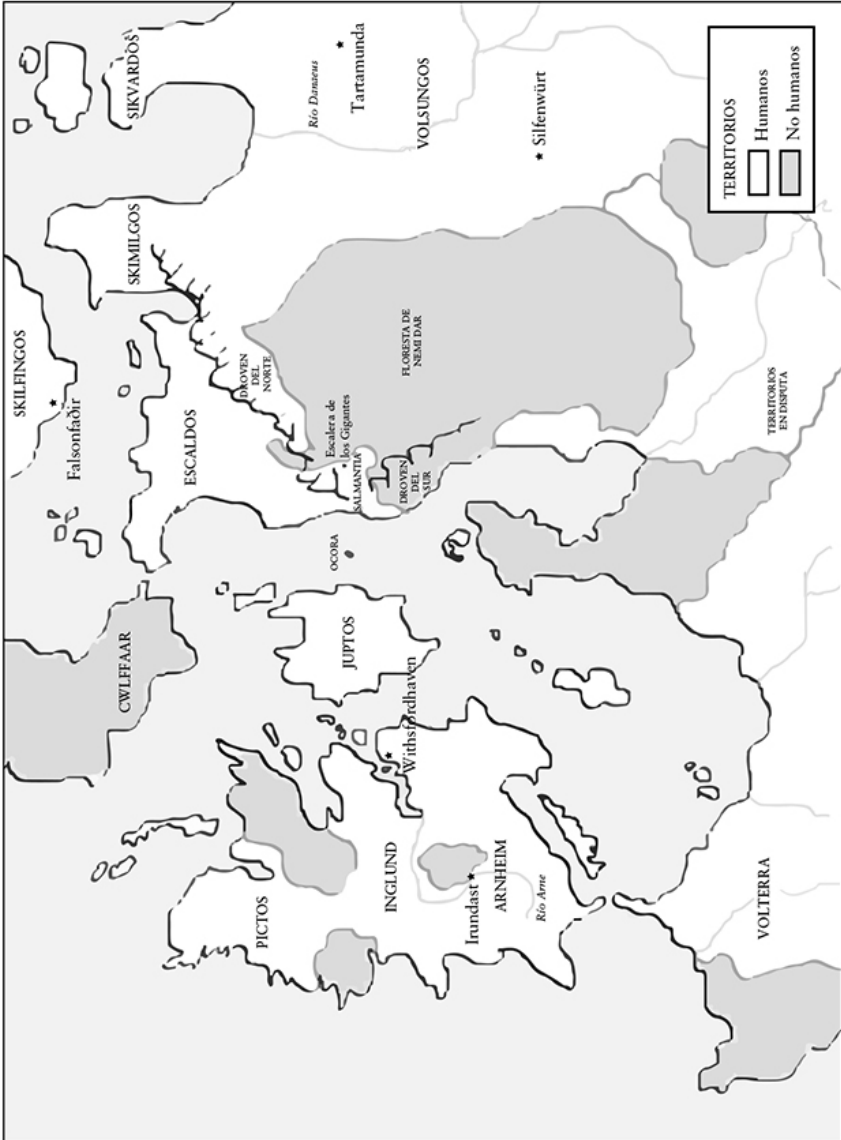 SKILFINGOS
Falsonfaðir
SIKVARDOS
SKIMILGOS
ESCALDOS
CWLFFAAR
Río Danaeus
Tartamunda
VOLSUNGOS
Silfenwürt
DROVEN
DEL
NORTE
FLORESTA DE
NEMI DAR
Escalera de
los Gigantes
SALMANTIA
DROVEN
DEL
SUR
OCORA
JUPTOS
Withsfordhaven
PICTOS
INGLUND
Irundast
ARNHEIM
Río Arne
VOLTERRA
TERRITORIOS
EN DISPUTA
TERRITORIOS
Humanos
No humanos